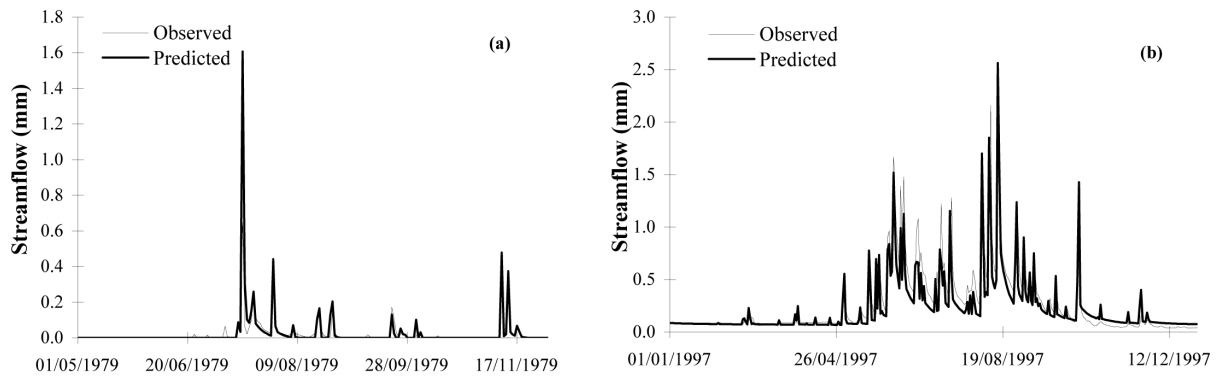 1.8
1.6
1.4
1.2
1.0
0.8
0.6
0.4
0.2
0.0
Streamflow (mm)
Observed
Predicted
(a)
01/05/1979 20/06/1979 09/08/1979 28/09/1979 17/11/1979
3.0
2.5
2.0
1.5
1.0
0.5
0.0
Streamflow (mm)
Observed
Predicted
(b)
01/01/1997 26/04/1997 19/08/1997 12/12/1997